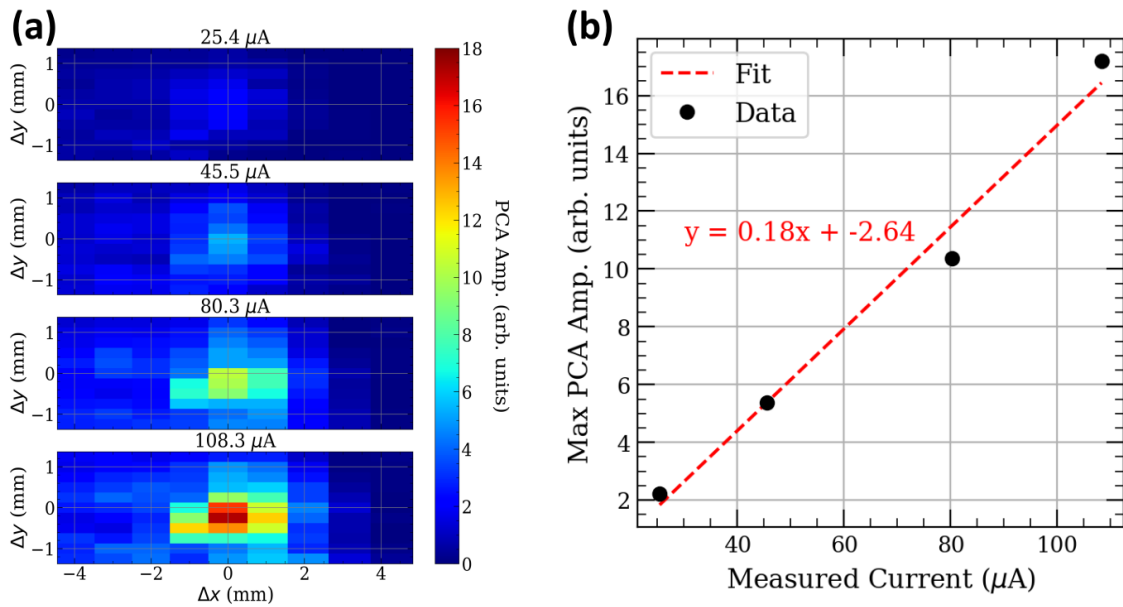 (a)
25.4 μA
1
0
−1
Δy (mm)
45.5 μA
1
0
−1
Δy (mm)
80.3 μA
1
0
−1
Δy (mm)
108.3 μA
1
0
−1
Δy (mm)
−4 −2 0 2 4
Δx (mm)
18
16
14
12
10
8
6
4
2
0
PCA Amp. (arb. units)
(b)
Fit
Data
y = 0.18x + -2.64
16
14
12
10
8
6
4
2
Max PCA Amp. (arb. units)
40 60 80 100
Measured Current (μA)